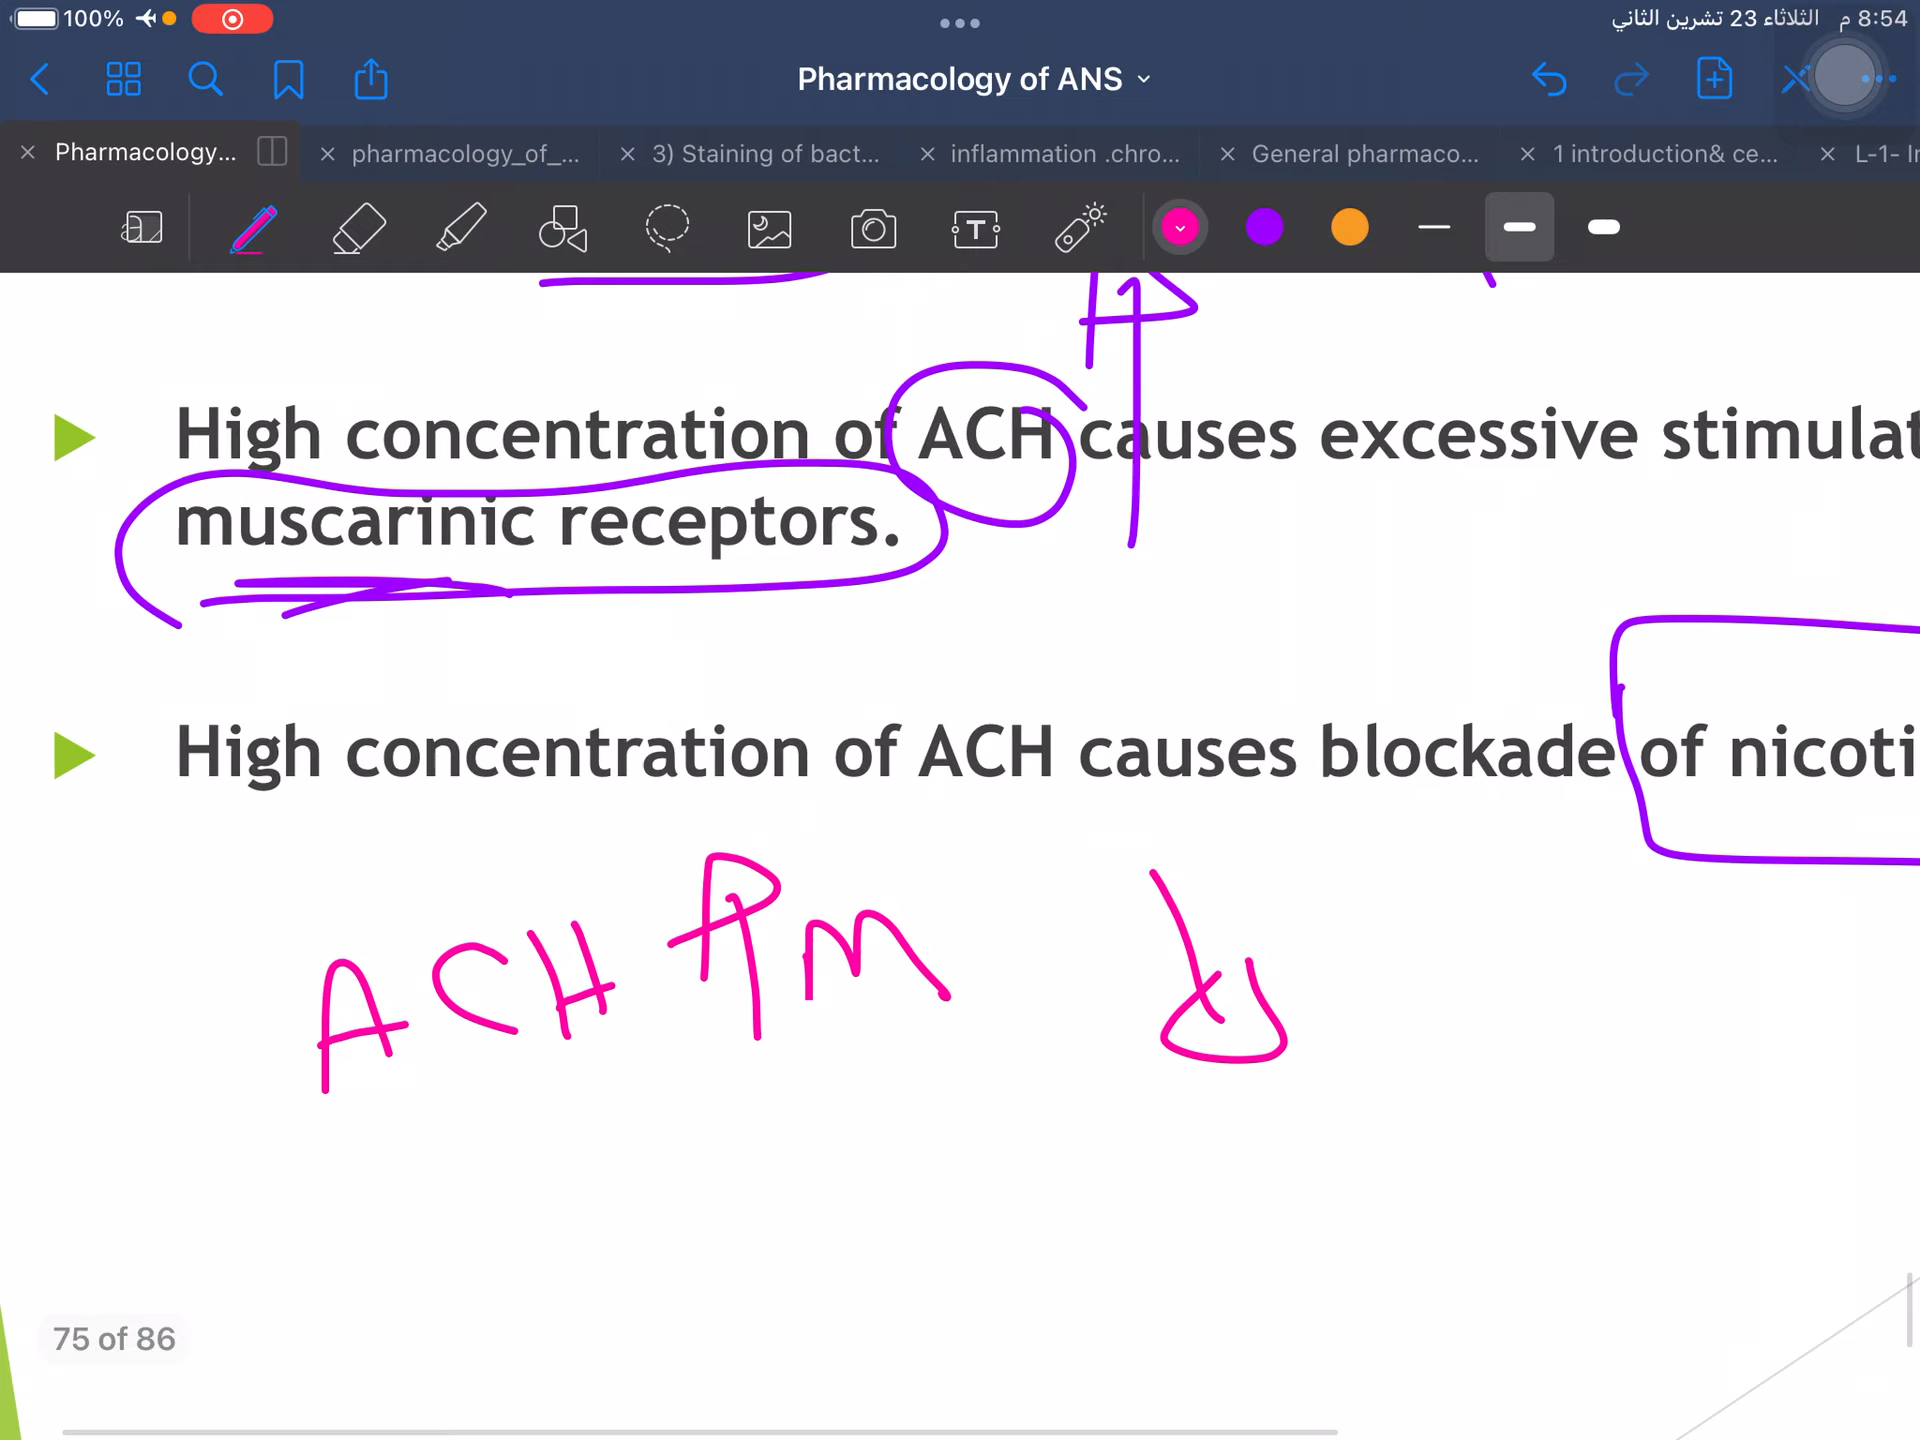 100% 8:54 م الثلاثاء 23 تشرين الثاني
Pharmacology of ANS
Pharmacology... pharmacology_of_... 3) Staining of bact... inflammation .chro... General pharmaco... 1 introduction& ce... L-1- Ir
T
High concentration of ACH causes excessive stimulat
muscarinic receptors.
High concentration of ACH causes blockade of nicoti
ACH M
75 of 86